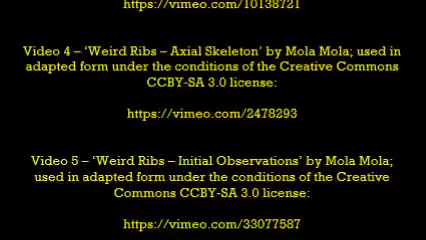 https://vimeo.com/10138721
Video 4 – ‘Weird Ribs – Axial Skeleton’ by Mola Mola; used in
adapted form under the conditions of the Creative Commons
CCBY-SA 3.0 license:
https://vimeo.com/2478293
Video 5 – ‘Weird Ribs – Initial Observations’ by Mola Mola;
used in adapted form under the conditions of the Creative
Commons CCBY-SA 3.0 license:
https://vimeo.com/33077587